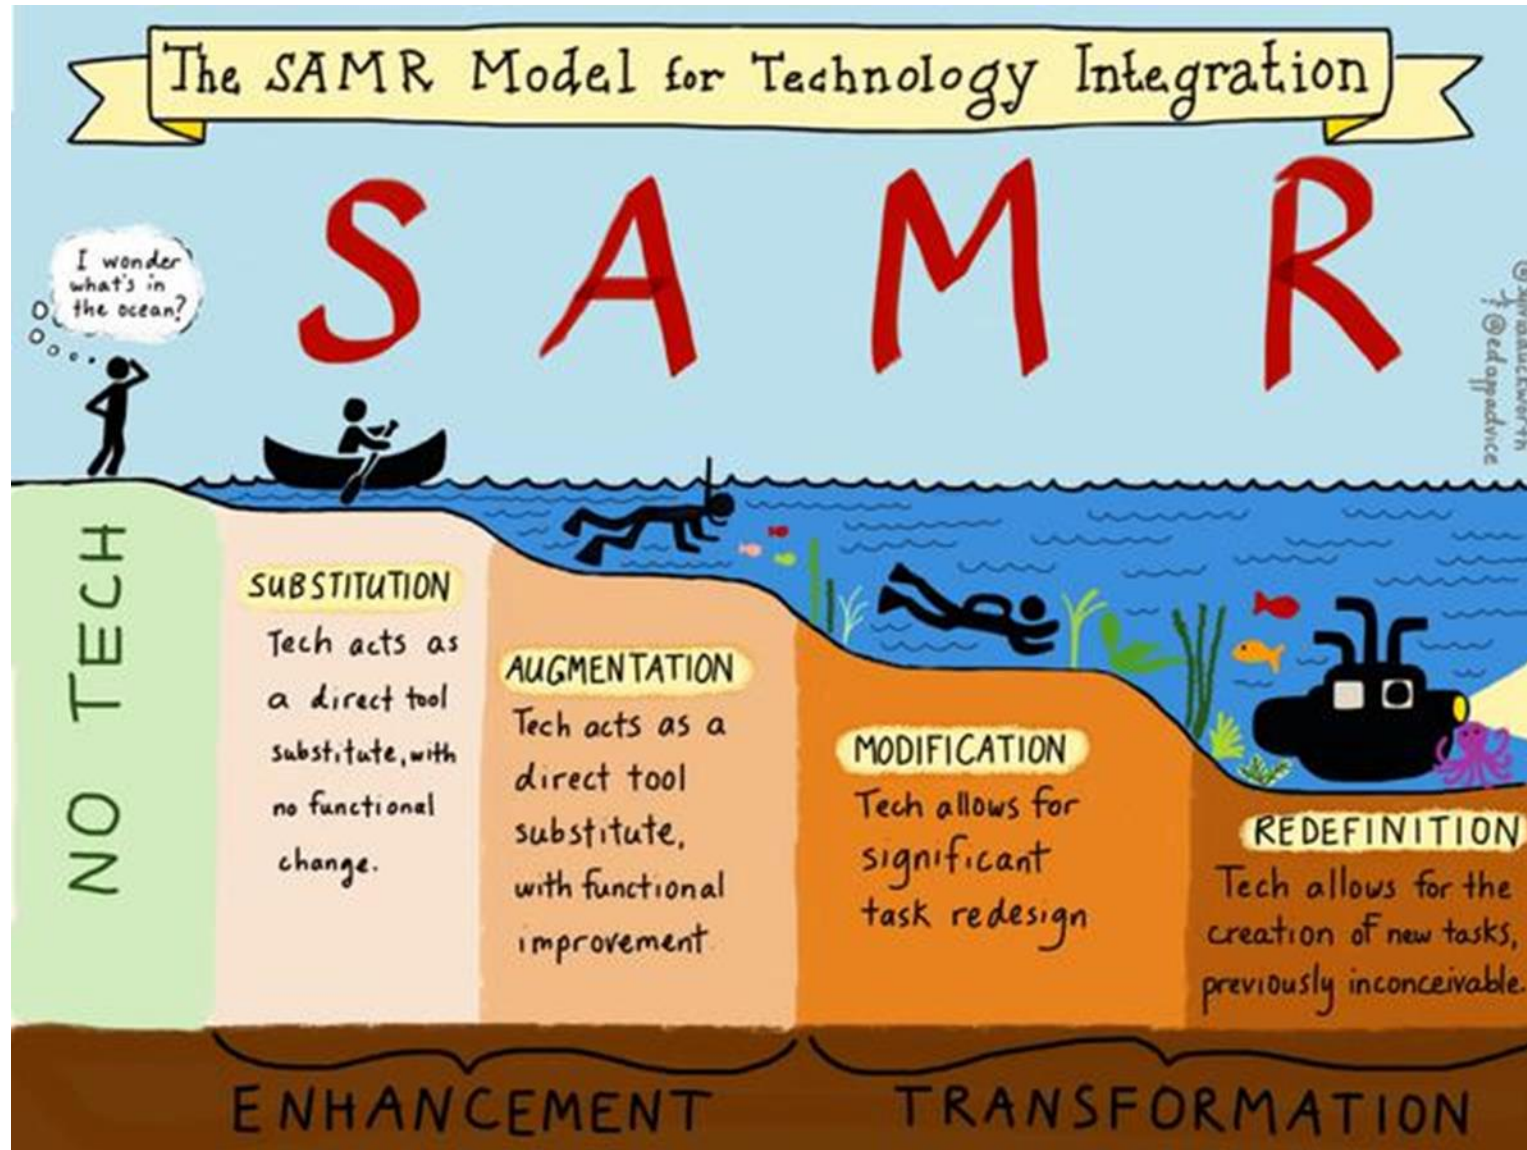 The SAMR Model for Technology Integration
S A M R
I wonder
what's in
the ocean?
NO TECH
SUBSTITUTION
Tech acts as
a direct tool
substitute, with
no functional
change.
AUGMENTATION
Tech acts as a
direct tool
substitute,
with functional
improvement
MODIFICATION
Tech allows for
significant
task redesign
REDEFINITION
Tech allows for the
creation of new tasks,
previously inconceivable.
ENHANCEMENT
TRANSFORMATION
@edappadvice